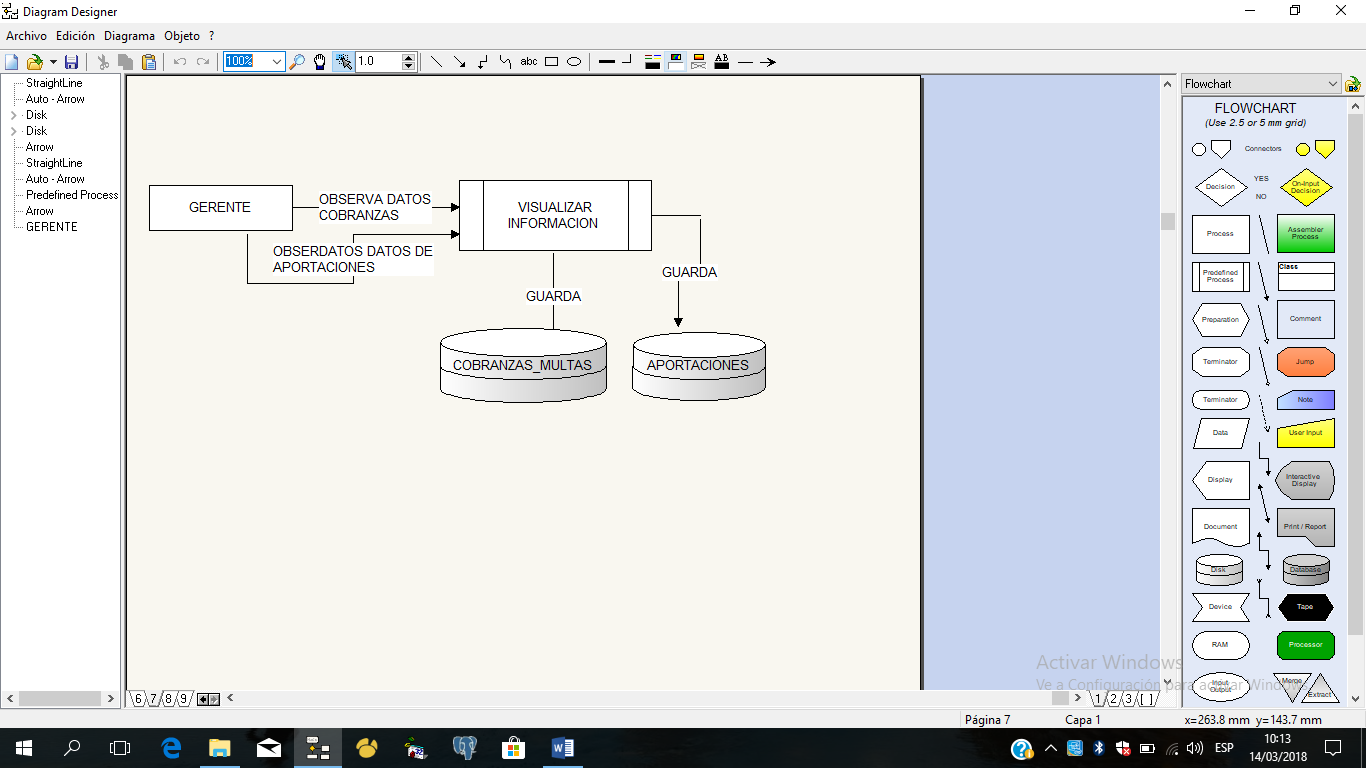 Diagram Designer
Archivo Edición Diagrama Objeto ?
100% 1.0 abc AB
StraightLine
Auto - Arrow
Disk
Disk
Arrow
StraightLine
Auto - Arrow
Predefined Process
Arrow
GERENTE
GERENTE
OBSERVA DATOS
COBRANZAS
VISUALIZAR
INFORMACION
OBSERDATOS DATOS DE
APORTACIONES
GUARDA
GUARDA
COBRANZAS_MULTAS
APORTACIONES
Flowchart
FLOWCHART
(Use 2.5 or 5 mm grid)
Connectors
Decision
YES
NO
On-Input
Decision
Process
Assembler
Process
Predefined
Process
Class
Preparation
Comment
Terminator
Jump
Terminator
Note
Data
User Input
Display
Interactive
Display
Document
Print / Report
Disk
Database
Device
Tape
RAM
Processor
Input
Output
Merge
Extract
Activar Windows
Ve a Configuración para activar Windows.
6 7 8 9
1 2 3 [ ]
Página 7
Capa 1
x=263.8 mm y=143.7 mm
ESP
10:13
14/03/2018